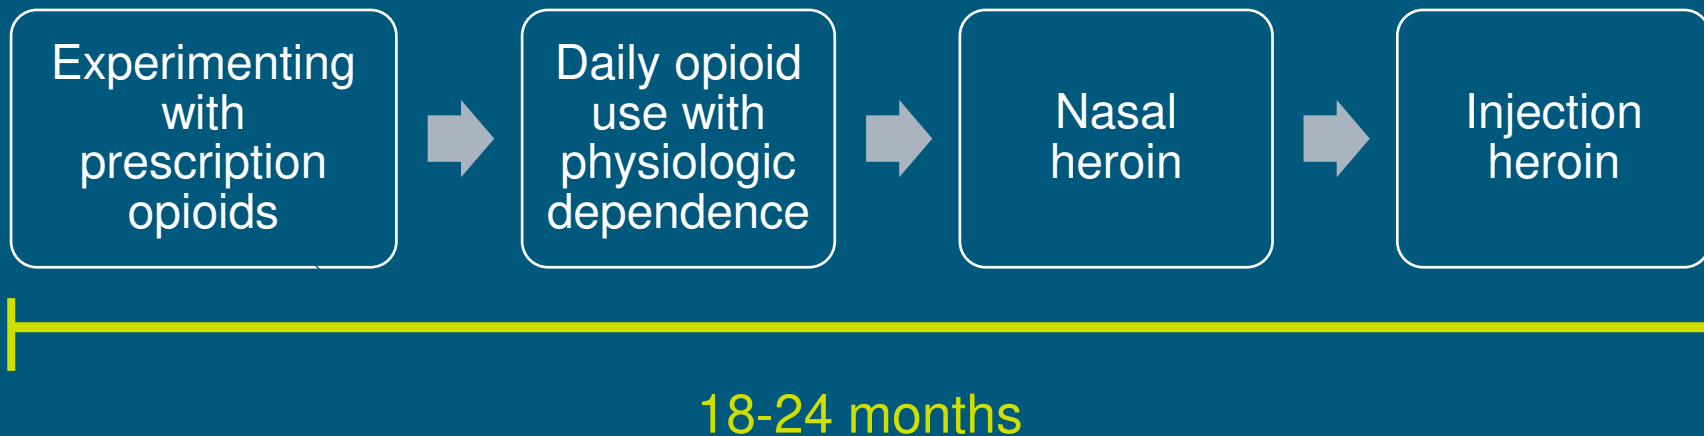 Experimenting
with
prescription
opioids
Daily opioid
use with
physiologic
dependence
Nasal
heroin
Injection
heroin
18-24 months